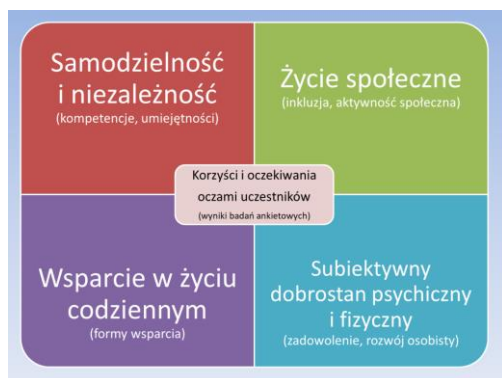 Samodzielność
i niezależność
(kompetencje, umiejętności)
Życie społeczne
(inkluzja, aktywność społeczna)
Korzyści i oczekiwania
oczami uczestników
(wyniki badań ankietowych)
Wsparcie w życiu
codziennym
(formy wsparcia)
Subiektywny
dobrostan psychiczny
i fizyczny
(zadowolenie, rozwój osobisty)